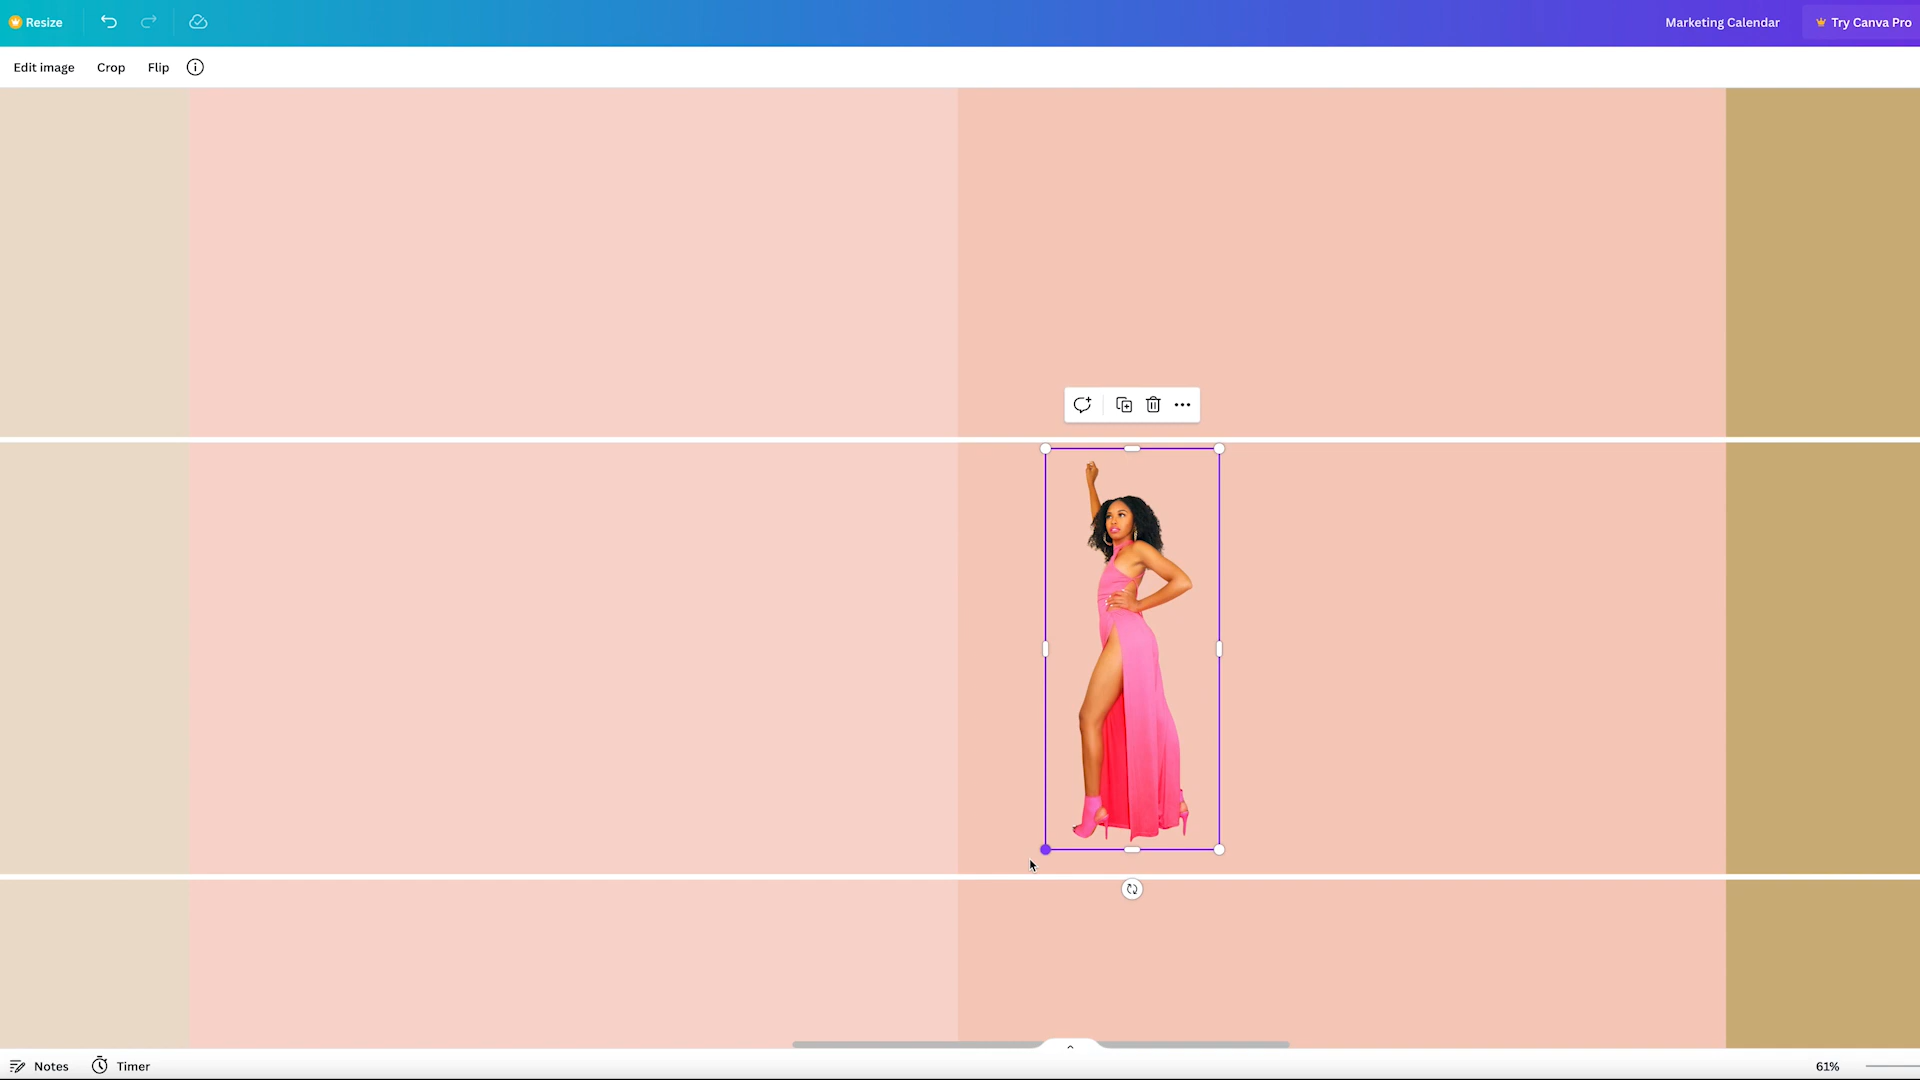 Resize
Marketing Calendar
Try Canva Pro
Edit image
Crop
Flip
Notes
Timer
61%